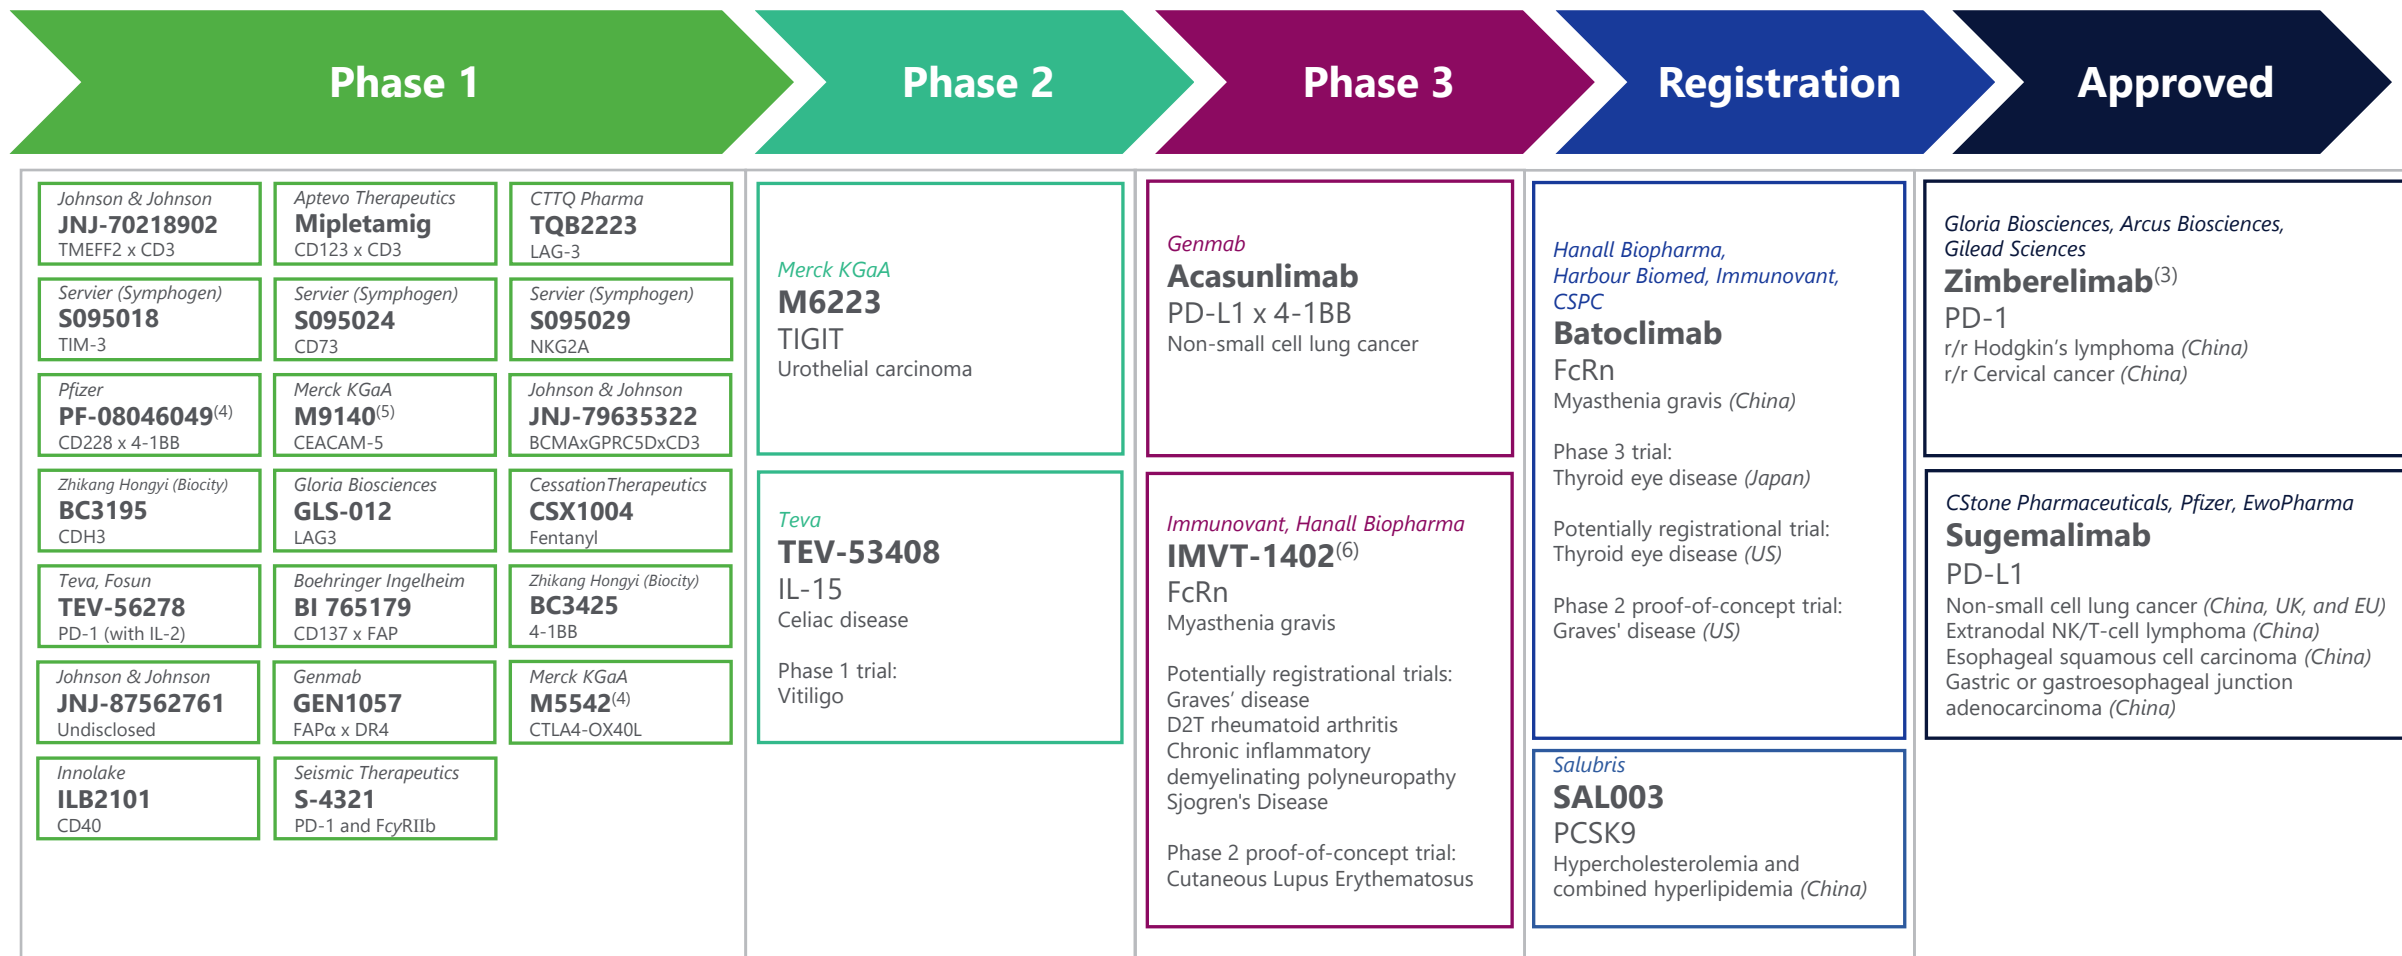 Phase 1
Phase 2
Phase 3
Registration
Approved
Johnson & Johnson
JNJ-70218902
TMEFF2 x CD3
Aptevo Therapeutics
Mipletamig
CD123 x CD3
CTTQ Pharma
TQB2223
LAG-3
Servier (Symphogen)
S095018
TIM-3
Servier (Symphogen)
S095024
CD73
Servier (Symphogen)
S095029
NKG2A
Pfizer
PF-08046049(4)
CD228 x 4-1BB
Merck KGaA
M9140(5)
CEACAM-5
Johnson & Johnson
JNJ-79635322
BCMAxGPRC5DxCD3
Zhikang Hongyi (Biocity)
BC3195
CDH3
Gloria Biosciences
GLS-012
LAG3
CessationTherapeutics
CSX1004
Fentanyl
Teva, Fosun
TEV-56278
PD-1 (with IL-2)
Boehringer Ingelheim
BI 765179
CD137 x FAP
Zhikang Hongyi (Biocity)
BC3425
4-1BB
Johnson & Johnson
JNJ-87562761
Undisclosed
Genmab
GEN1057
FAPα x DR4
Merck KGaA
M5542(4)
CTLA4-OX40L
Innolake
ILB2101
CD40
Seismic Therapeutics
S-4321
PD-1 and FcγRIIb
Merck KGaA
M6223
TIGIT
Urothelial carcinoma
Teva
TEV-53408
IL-15
Celiac disease
Phase 1 trial:
Vitiligo
Genmab
Acasunlimab
PD-L1 x 4-1BB
Non-small cell lung cancer
Immunovant, Hanall Biopharma
IMVT-1402(6)
FcRn
Myasthenia gravis
Potentially registrational trials:
Graves’ disease
D2T rheumatoid arthritis
Chronic inflammatory
demyelinating polyneuropathy
Sjogren's Disease
Phase 2 proof-of-concept trial:
Cutaneous Lupus Erythematosus
Hanall Biopharma,
Harbour Biomed, Immunovant,
CSPC
Batoclimab
FcRn
Myasthenia gravis (China)
Phase 3 trial:
Thyroid eye disease (Japan)
Potentially registrational trial:
Thyroid eye disease (US)
Phase 2 proof-of-concept trial:
Graves' disease (US)
Salubris
SAL003
PCSK9
Hypercholesterolemia and
combined hyperlipidemia (China)
Gloria Biosciences, Arcus Biosciences,
Gilead Sciences
Zimberelimab(3)
PD-1
r/r Hodgkin’s lymphoma (China)
r/r Cervical cancer (China)
CStone Pharmaceuticals, Pfizer, EwoPharma
Sugemalimab
PD-L1
Non-small cell lung cancer (China, UK, and EU)
Extranodal NK/T-cell lymphoma (China)
Esophageal squamous cell carcinoma (China)
Gastric or gastroesophageal junction
adenocarcinoma (China)